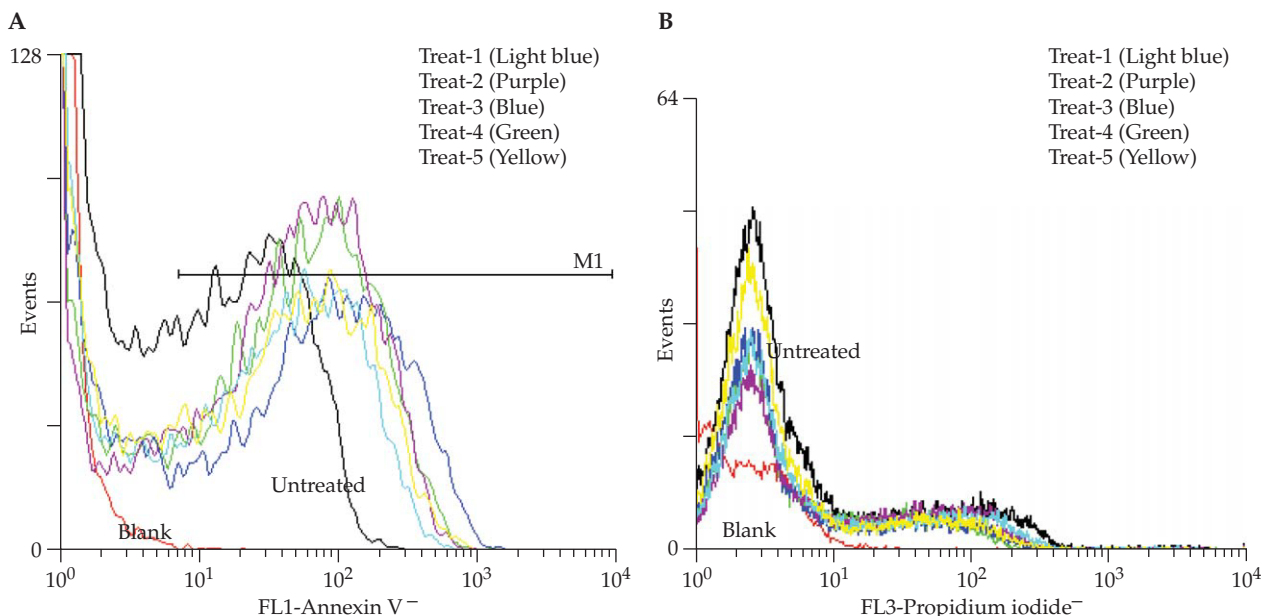 A
128
Treat-1 (Light blue)
Treat-2 (Purple)
Treat-3 (Blue)
Treat-4 (Green)
Treat-5 (Yellow)
M1
Events
Untreated
Blank
0
10⁰ 10¹ 10² 10³ 10⁴
FL1-Annexin V⁻
B
Treat-1 (Light blue)
Treat-2 (Purple)
Treat-3 (Blue)
Treat-4 (Green)
Treat-5 (Yellow)
64
Events
Untreated
Blank
0
10⁰ 10¹ 10² 10³ 10⁴
FL3-Propidium iodide⁻